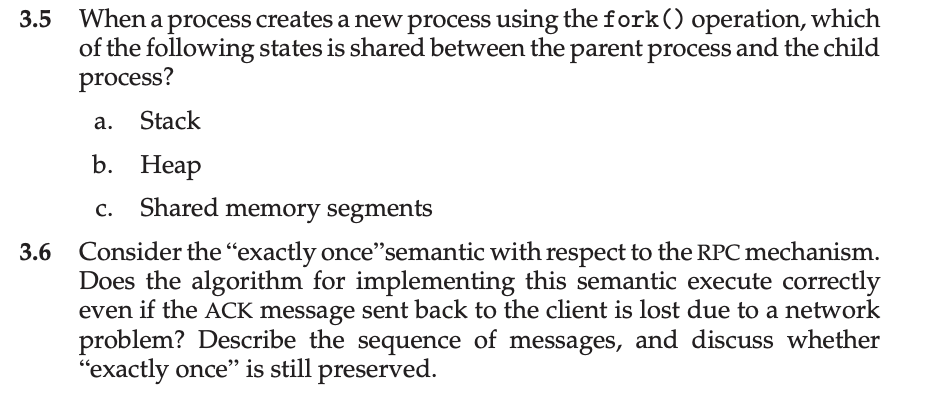 3.5 When a process creates a new process using the fork() operation, which
of the following states is shared between the parent process and the child
process?
a. Stack
b. Heap
c. Shared memory segments
3.6 Consider the “exactly once”semantic with respect to the RPC mechanism.
Does the algorithm for implementing this semantic execute correctly
even if the ACK message sent back to the client is lost due to a network
problem? Describe the sequence of messages, and discuss whether
“exactly once” is still preserved.